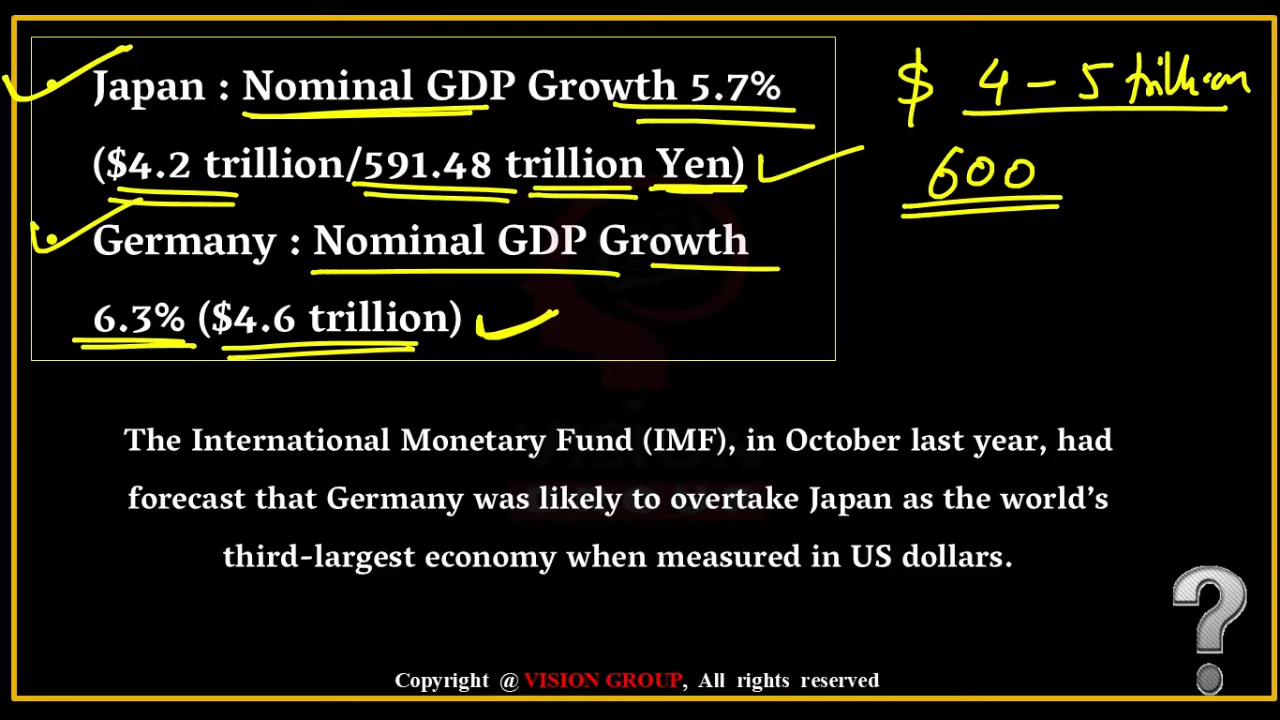 • Japan : Nominal GDP Growth 5.7%
($4.2 trillion/591.48 trillion Yen)
• Germany : Nominal GDP Growth
6.3% ($4.6 trillion)
$ 4 – 5 trillion
600
The International Monetary Fund (IMF), in October last year, had
forecast that Germany was likely to overtake Japan as the world's
third-largest economy when measured in US dollars.
?
Copyright @ VISION GROUP, All rights reserved